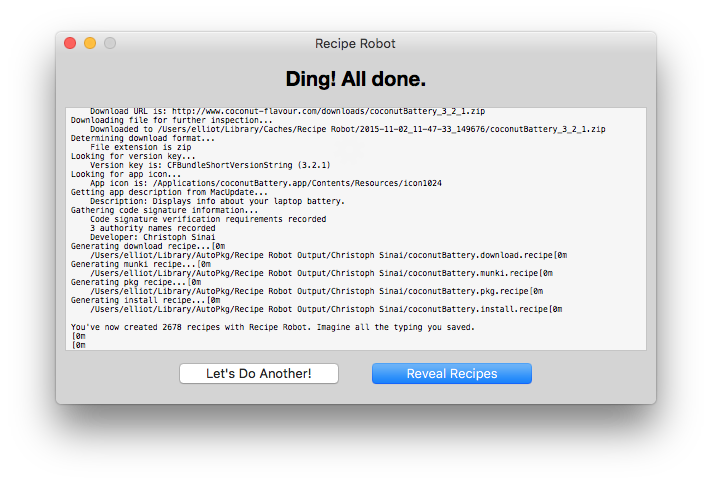 Recipe Robot
Ding! All done.
Download URL is: http://www.coconut-flavour.com/downloads/coconutBattery_3_2_1.zip
Downloading file for further inspection...
Downloaded to /Users/elliot/Library/Caches/Recipe Robot/2015-11-02_11-47-33_149676/coconutBattery_3_2_1.zip
Determining download format...
File extension is zip
Looking for version key...
Version key is: CFBundleShortVersionString (3.2.1)
Looking for app icon...
App icon is: /Applications/coconutBattery.app/Contents/Resources/icon1024
Getting app description from MacUpdate...
Description: Displays info about your laptop battery.
Gathering code signature information...
Code signature verification requirements recorded
3 authority names recorded
Developer: Christoph Sinai
Generating download recipe...[0m
/Users/elliot/Library/AutoPkg/Recipe Robot Output/Christoph Sinai/coconutBattery.download.recipe[0m
Generating munki recipe...[0m
/Users/elliot/Library/AutoPkg/Recipe Robot Output/Christoph Sinai/coconutBattery.munki.recipe[0m
Generating pkg recipe...[0m
/Users/elliot/Library/AutoPkg/Recipe Robot Output/Christoph Sinai/coconutBattery.pkg.recipe[0m
Generating install recipe...[0m
/Users/elliot/Library/AutoPkg/Recipe Robot Output/Christoph Sinai/coconutBattery.install.recipe[0m
You've now created 2678 recipes with Recipe Robot. Imagine all the typing you saved.
[0m
[0m
Let's Do Another!
Reveal Recipes